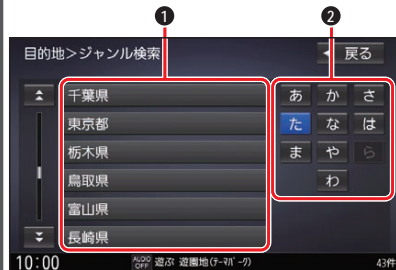 ❶ ❷
目的地>ジャンル検索
戻る
千葉県
東京都
栃木県
鳥取県
富山県
長崎県
あ か さ
た な は
ま や ら
わ
10:00 AUDIO OFF 遊ぶ 遊園地(テーマパーク) 43件